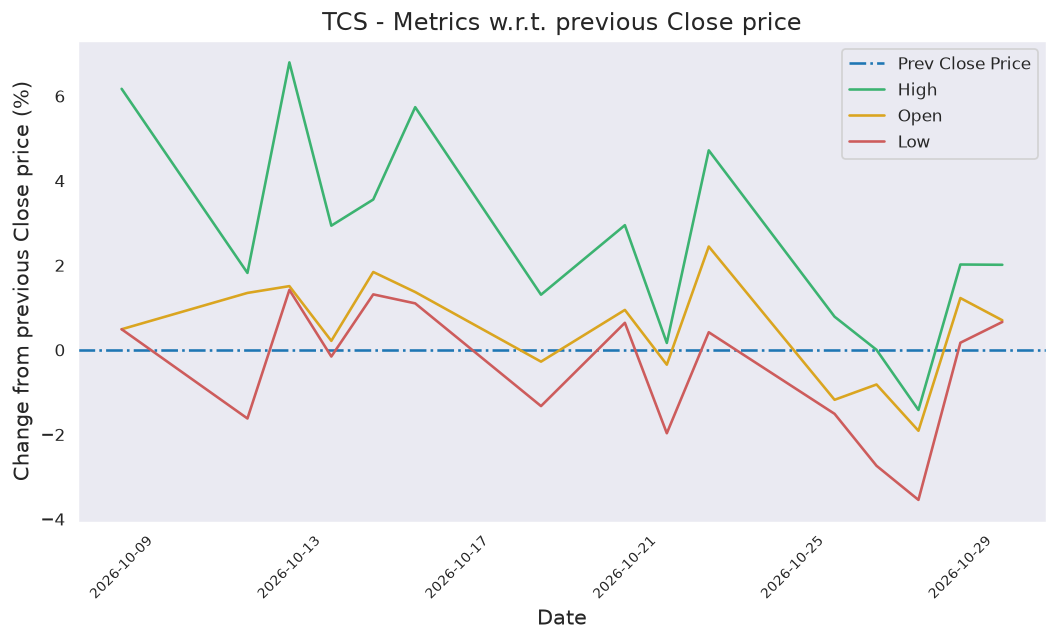 TCS - Metrics w.r.t. previous Close price
Prev Close Price
High
Open
Low
Change from previous Close price (%)
6
4
2
0
−2
−4
2026-10-09
2026-10-13
2026-10-17
2026-10-21
2026-10-25
2026-10-29
Date